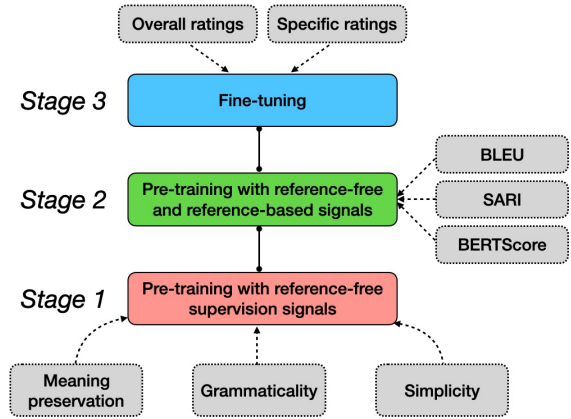 Overall ratings
Specific ratings
Stage 3
Fine-tuning
BLEU
Stage 2
Pre-training with reference-free
and reference-based signals
SARI
BERTScore
Stage 1
Pre-training with reference-free
supervision signals
Meaning
preservation
Grammaticality
Simplicity